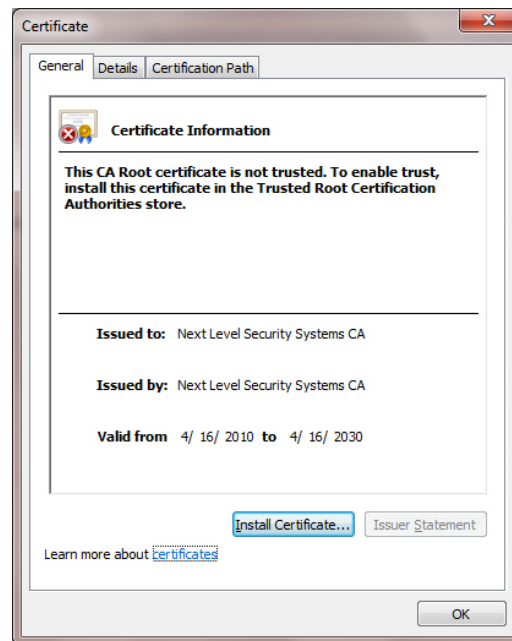 Certificate
General
Details
Certification Path
Certificate Information
This CA Root certificate is not trusted. To enable trust,
install this certificate in the Trusted Root Certification
Authorities store.
Issued to: Next Level Security Systems CA
Issued by: Next Level Security Systems CA
Valid from 4/ 16/ 2010 to 4/ 16/ 2030
Install Certificate... Issuer Statement
Learn more about certificates
OK